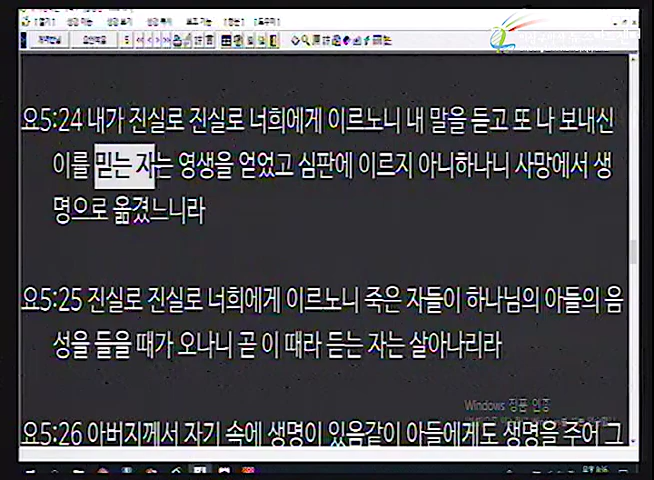 요5:24 내가 진실로 진실로 너희에게 이르노니 내 말을 듣고 또 나 보내신
이를 믿는 자는 영생을 얻었고 심판에 이르지 아니하나니 사망에서 생
명으로 옮겼느니라
요5:25 진실로 진실로 너희에게 이르노니 죽은 자들이 하나님의 아들의 음
성을 들을 때가 오나니 곧 이 때라 듣는 자는 살아나리라
Windows 정품 인증
요5:26 아버지께서 자기 속에 생명이 있음같이 아들에게도 생명을 주어 그